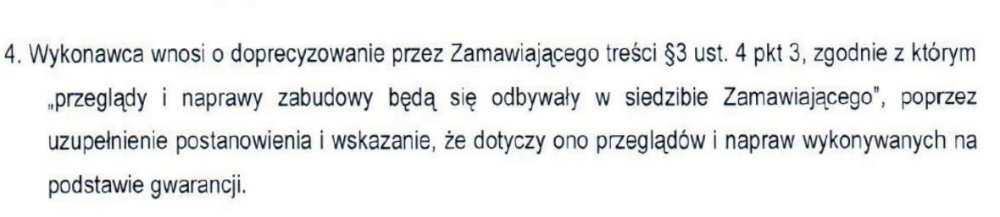 4. Wykonawca wnosi o doprecyzowanie przez Zamawiającego treści §3 ust. 4 pkt 3, zgodnie z którym
„przeglądy i naprawy zabudowy będą się odbywały w siedzibie Zamawiającego", poprzez
uzupełnienie postanowienia i wskazanie, że dotyczy ono przeglądów i napraw wykonywanych na
podstawie gwarancji.